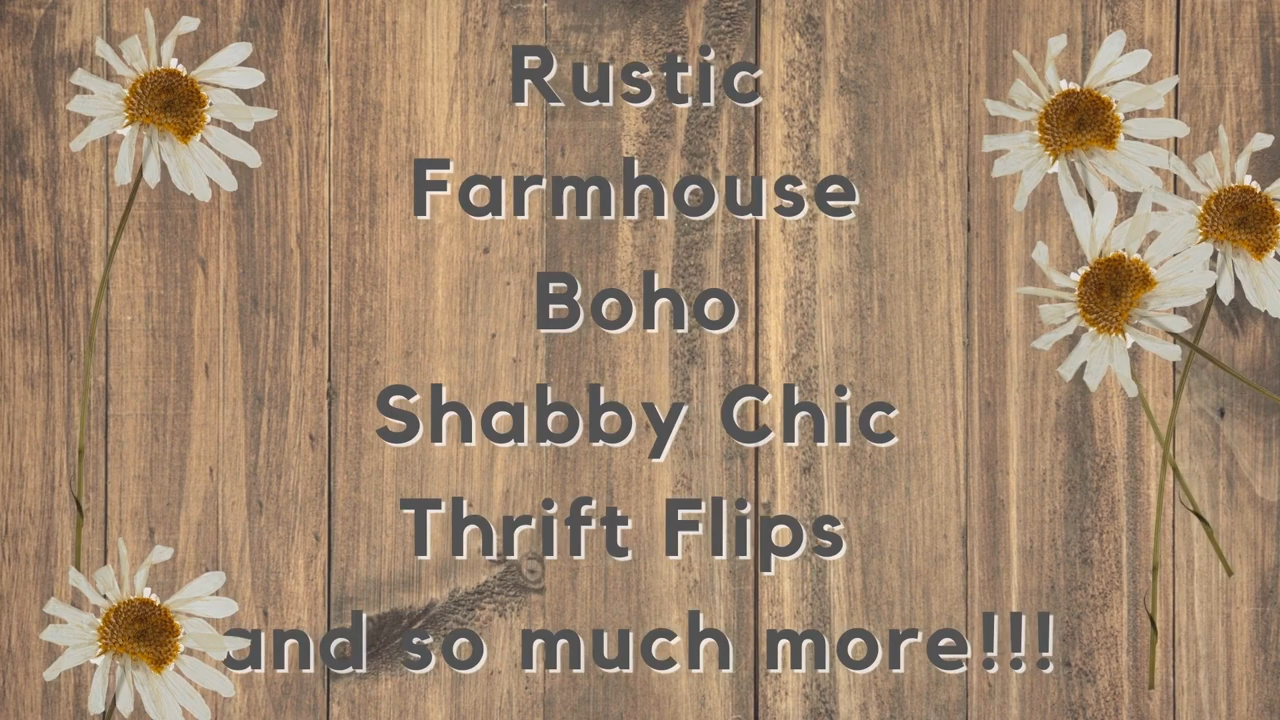 Rustic
Farmhouse
Boho
Shabby Chic
Thrift Flips
and so much more!!!